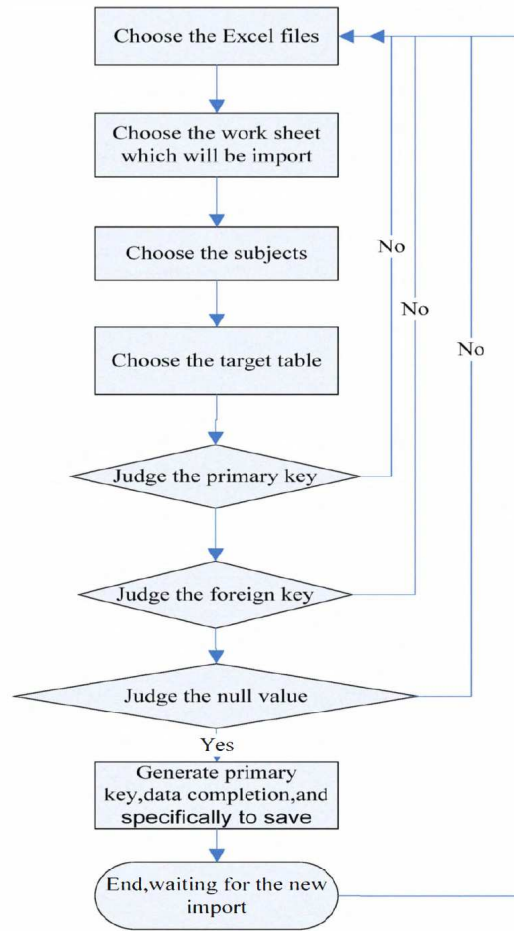 Choose the Excel files
Choose the work sheet
which will be import
Choose the subjects
No
No
No
Choose the target table
Judge the primary key
Judge the foreign key
Judge the null value
Yes
Generate primary
key,data completion,and
specifically to save
End,waiting for the new
import